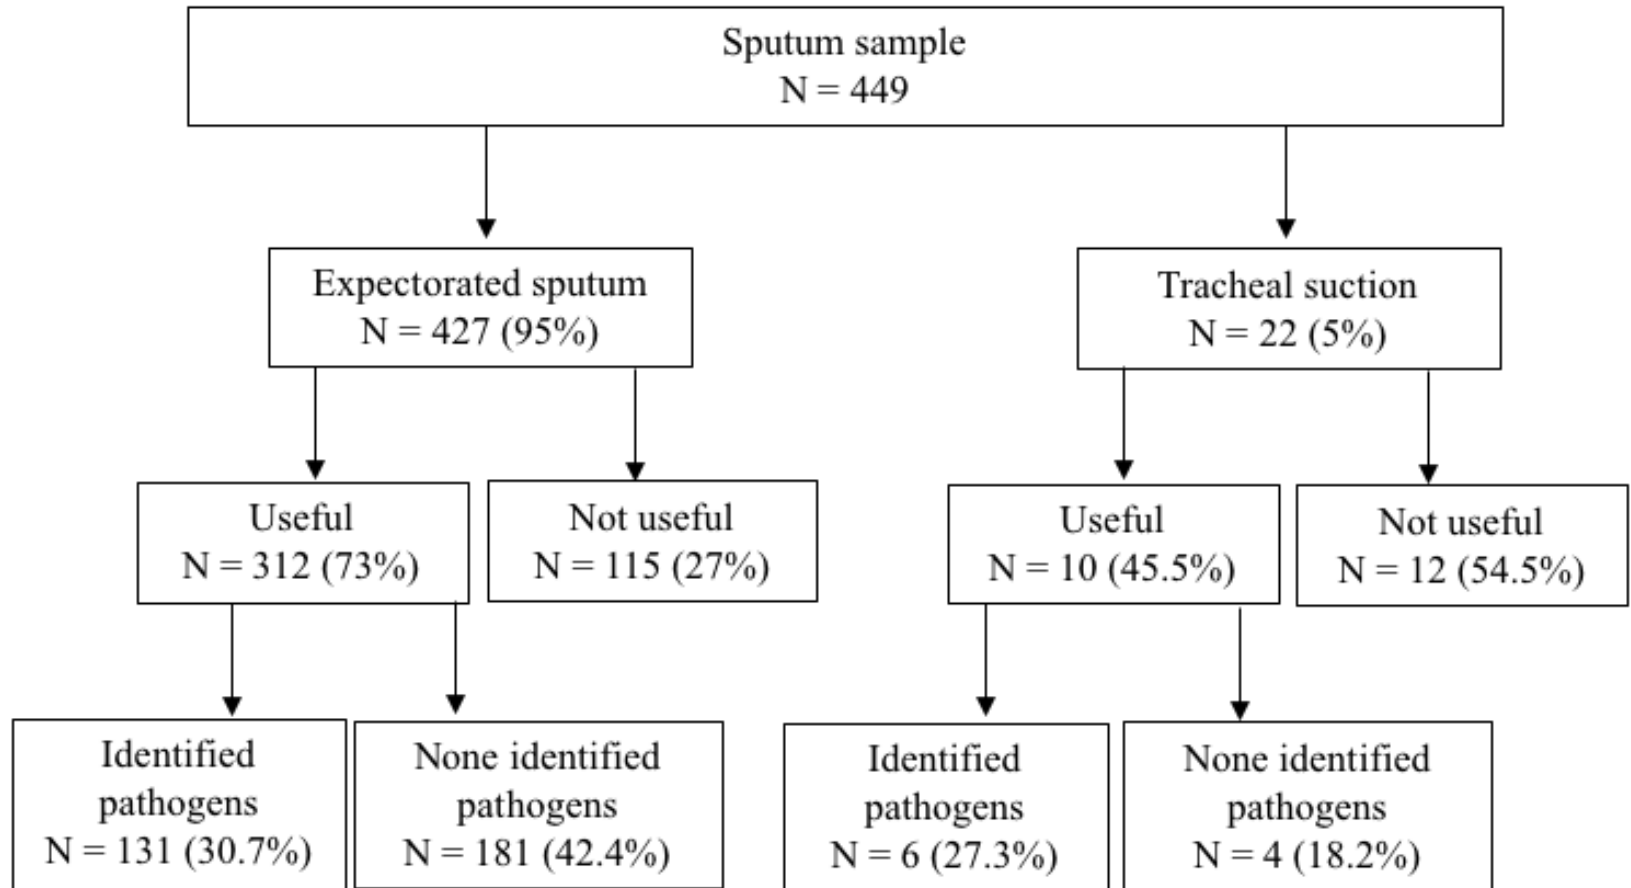 Sputum sample
N = 449
Expectorated sputum
N = 427 (95%)
Tracheal suction
N = 22 (5%)
Useful
N = 312 (73%)
Not useful
N = 115 (27%)
Useful
N = 10 (45.5%)
Not useful
N = 12 (54.5%)
Identified
pathogens
N = 131 (30.7%)
None identified
pathogens
N = 181 (42.4%)
Identified
pathogens
N = 6 (27.3%)
None identified
pathogens
N = 4 (18.2%)